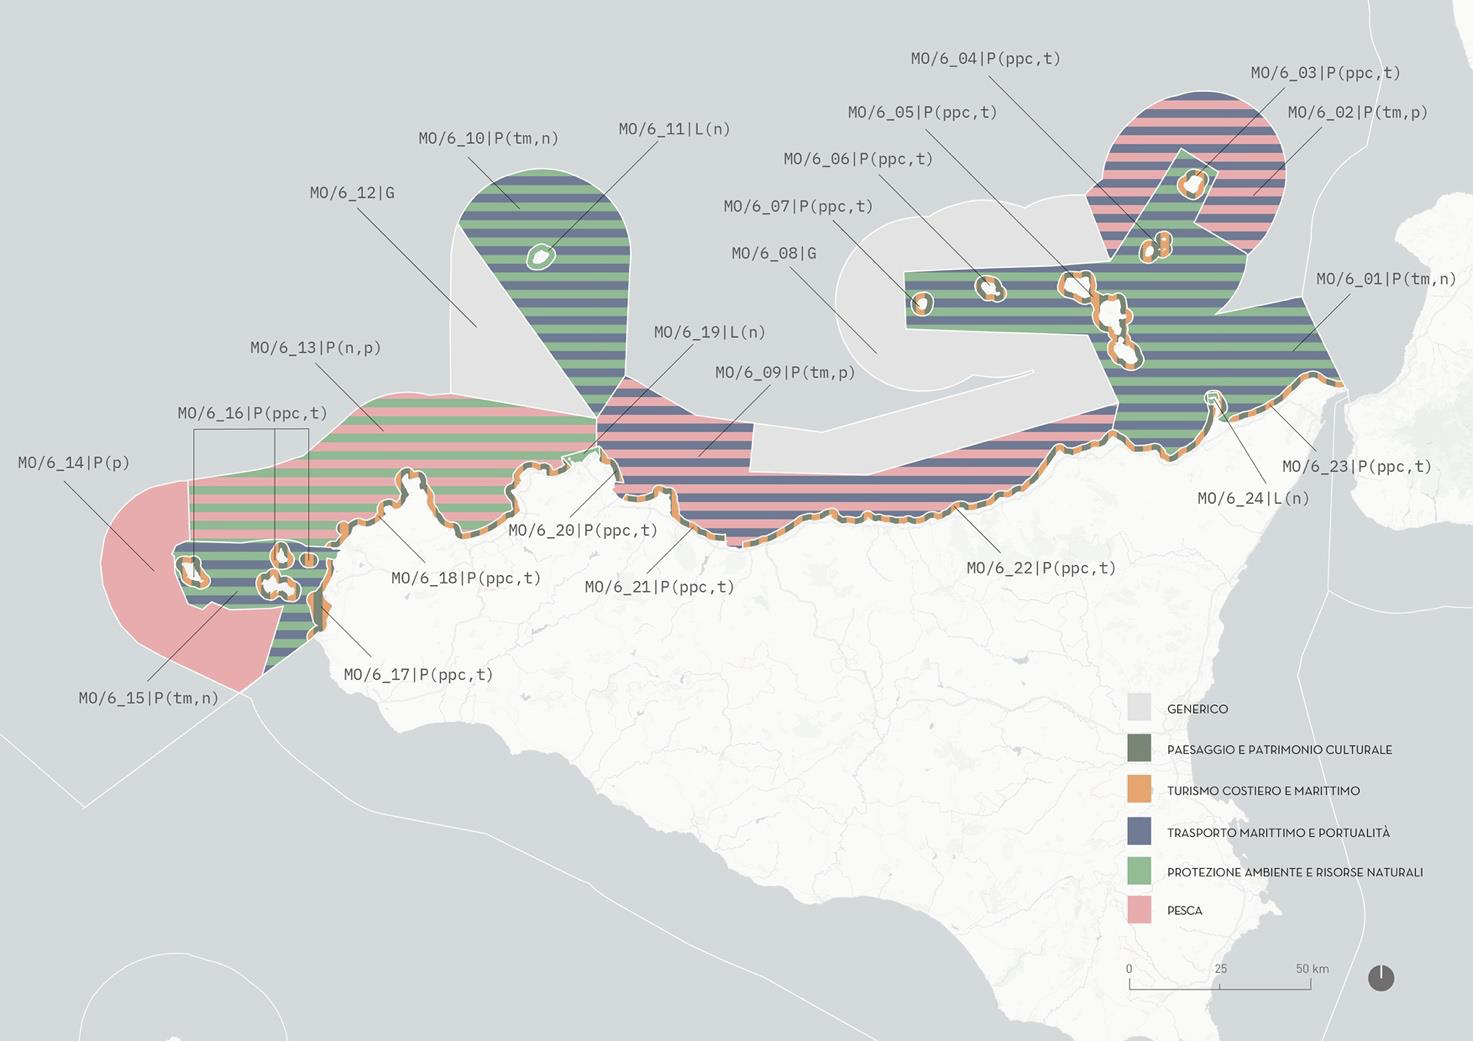 MO/6_04|P(ppc,t)
MO/6_03|P(ppc,t)
MO/6_05|P(ppc,t)
MO/6_02|P(tm,p)
MO/6_11|L(n)
MO/6_10|P(tm,n)
MO/6_06|P(ppc,t)
MO/6_12|G
MO/6_07|P(ppc,t)
MO/6_08|G
MO/6_01|P(tm,n)
MO/6_19|L(n)
MO/6_13|P(n,p)
MO/6_09|P(tm,p)
MO/6_16|P(ppc,t)
MO/6_14|P(p)
MO/6_23|P(ppc,t)
MO/6_24|L(n)
MO/6_20|P(ppc,t)
MO/6_22|P(ppc,t)
MO/6_18|P(ppc,t)
MO/6_21|P(ppc,t)
MO/6_17|P(ppc,t)
MO/6_15|P(tm,n)
GENERICO
PAESAGGIO E PATRIMONIO CULTURALE
TURISMO COSTIERO E MARITTIMO
TRASPORTO MARITTIMO E PORTUALITÀ
PROTEZIONE AMBIENTE E RISORSE NATURALI
PESCA
0 25 50 km